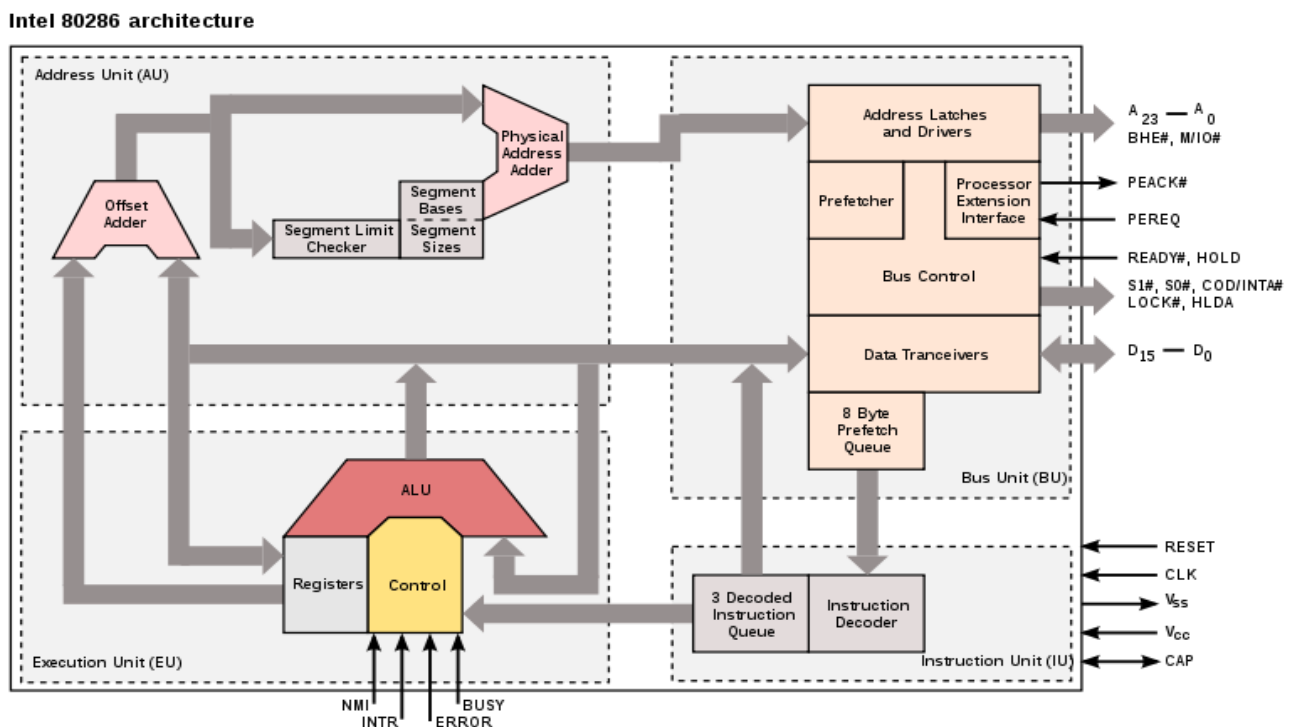 Intel 80286 architecture
Address Unit (AU)
Offset
Adder
Physical
Address
Adder
Segment
Bases
Segment Limit
Checker
Segment
Sizes
Address Latches
and Drivers
Prefetcher
Processor
Extension
Interface
Bus Control
Data Tranceivers
8 Byte
Prefetch
Queue
Bus Unit (BU)
A23 — A0
BHE#, M/IO#
PEACK#
PEREQ
READY#, HOLD
S1#, S0#, COD/INTA#
LOCK#, HLDA
D15 — D0
ALU
Registers
Control
Execution Unit (EU)
3 Decoded
Instruction
Queue
Instruction
Decoder
Instruction Unit (IU)
RESET
CLK
Vss
Vcc
CAP
NMI
INTR
ERROR
BUSY